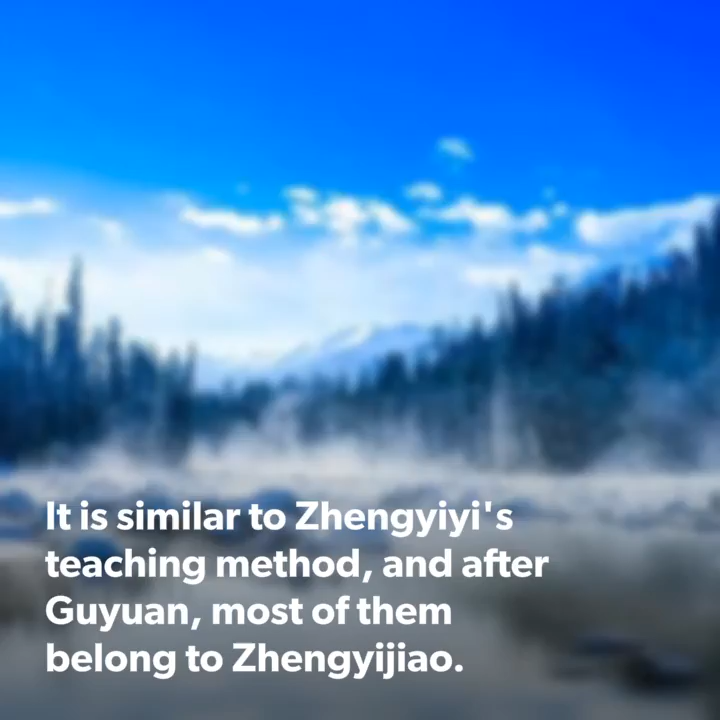 It is similar to Zhengyiyi's
teaching method, and after
Guyuan, most of them
belong to Zhengyijiao.